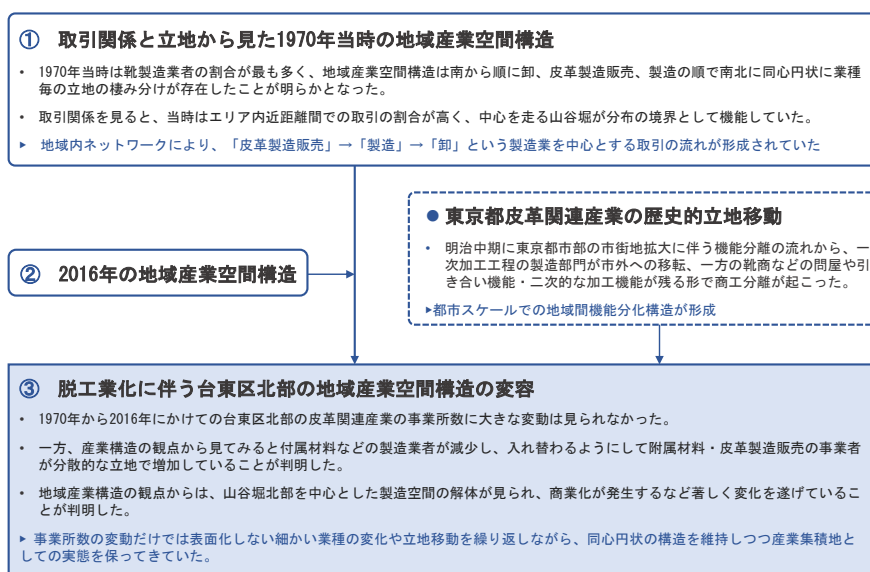 ① 取引関係と立地から見た1970年当時の地域産業空間構造
• 1970年当時は靴製造業者の割合が最も多く、地域産業空間構造は南から順に卸、皮革製造販売、製造の順で南北に同心円状に業種
毎の立地の棲み分けが存在したことが明らかとなった。
• 取引関係を見ると、当時はエリア内近距離間での取引の割合が高く、中心を走る山谷堀が分布の境界として機能していた。
▶ 地域内ネットワークにより、「皮革製造販売」→「製造」→「卸」という製造業を中心とする取引の流れが形成されていた
● 東京都皮革関連産業の歴史的立地移動
• 明治中期に東京都市部の市街地拡大に伴う機能分離の流れから、一
次加工工程の製造部門が市外への移転、一方の靴商などの問屋や引
き合い機能・二次的な加工機能が残る形で商工分離が起こった。
▶都市スケールでの地域間機能分化構造が形成
② 2016年の地域産業空間構造
③ 脱工業化に伴う台東区北部の地域産業空間構造の変容
• 1970年から2016年にかけての台東区北部の皮革関連産業の事業所数に大きな変動は見られなかった。
• 一方、産業構造の観点から見てみると付属材料などの製造業者が減少し、入れ替わるようにして附属材料・皮革製造販売の事業者
が分散的な立地で増加していることが判明した。
• 地域産業構造の観点からは、山谷堀北部を中心とした製造空間の解体が見られ、商業化が発生するなど著しく変化を遂げているこ
とが判明した。
▶ 事業所数の変動だけでは表面化しない細かい業種の変化や立地移動を繰り返しながら、同心円状の構造を維持しつつ産業集積地と
しての実態を保ってきていた。